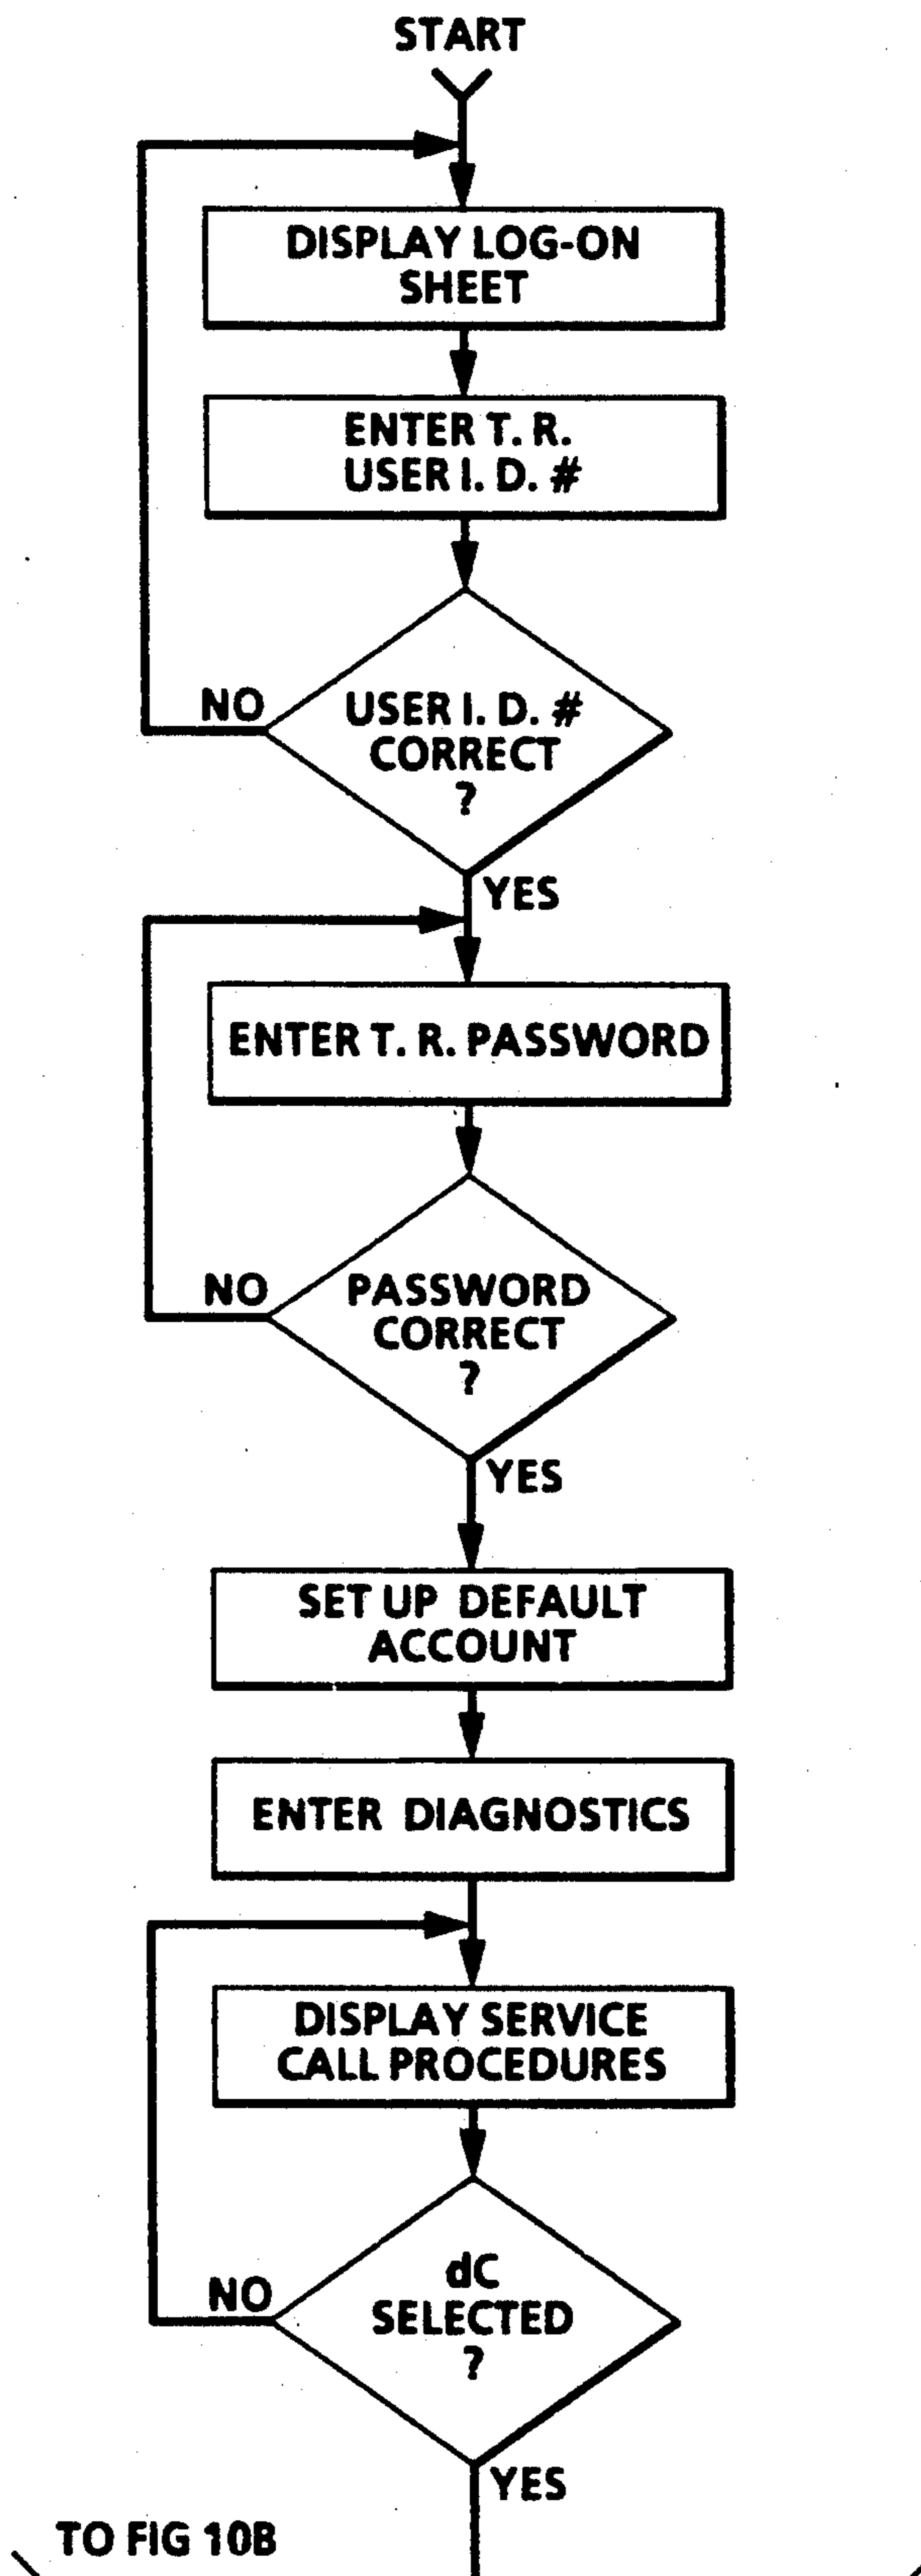 START
DISPLAY LOG-ON
SHEET
ENTER T. R.
USER I. D. #
USER I. D. #
CORRECT
?
NO
YES
ENTER T. R. PASSWORD
PASSWORD
CORRECT
?
NO
YES
SET UP DEFAULT
ACCOUNT
ENTER DIAGNOSTICS
DISPLAY SERVICE
CALL PROCEDURES
dC
SELECTED
?
NO
YES
TO FIG 10B